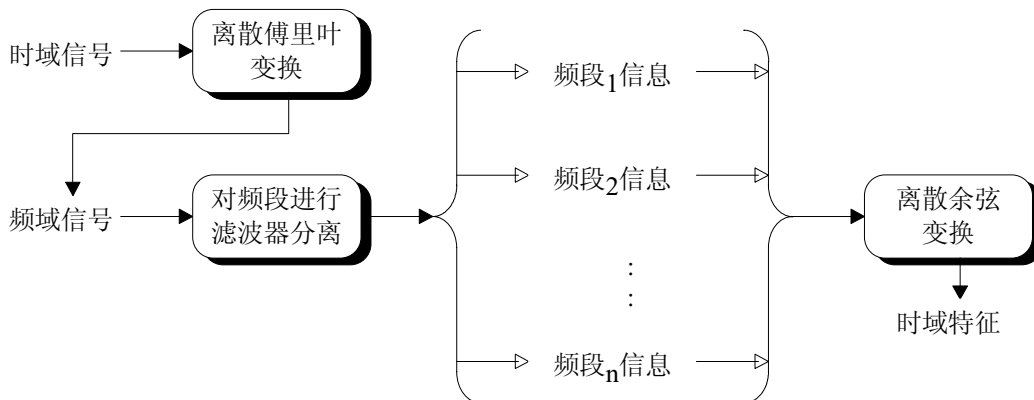 时域信号
离散傅里叶
变换
频域信号
对频段进行
滤波器分离
频段1信息
频段2信息
⋮
频段n信息
离散余弦
变换
时域特征